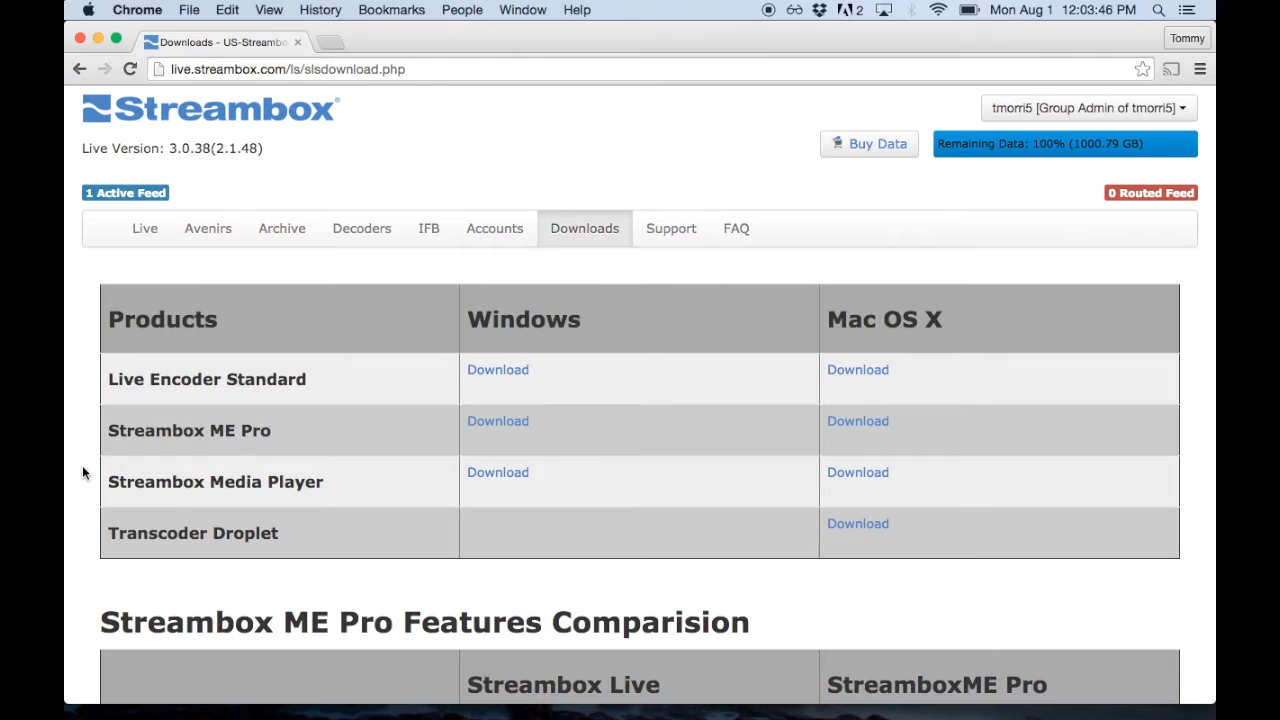 Chrome File Edit View History Bookmarks People Window Help 2 Mon Aug 1 12:03:46 PM
Downloads - US-Streambo Tommy
live.streambox.com/ls/slsdownload.php
Streambox®
tmorri5 [Group Admin of tmorri5]
Live Version: 3.0.38(2.1.48)
Buy Data
Remaining Data: 100% (1000.79 GB)
1 Active Feed
0 Routed Feed
Live Avenirs Archive Decoders IFB Accounts Downloads Support FAQ
Products Windows Mac OS X
Live Encoder Standard Download Download
Streambox ME Pro Download Download
Streambox Media Player Download Download
Transcoder Droplet Download
Streambox ME Pro Features Comparision
Streambox Live StreamboxME Pro